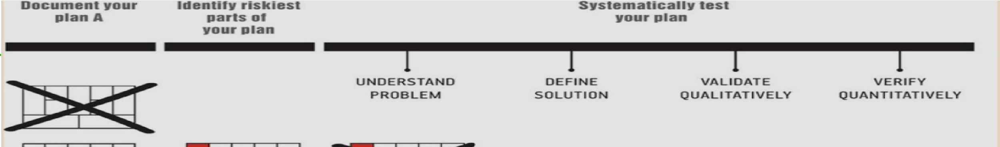 Document your
plan A
Identify riskiest
parts of
your plan
Systematically test
your plan
UNDERSTAND
PROBLEM
DEFINE
SOLUTION
VALIDATE
QUALITATIVELY
VERIFY
QUANTITATIVELY